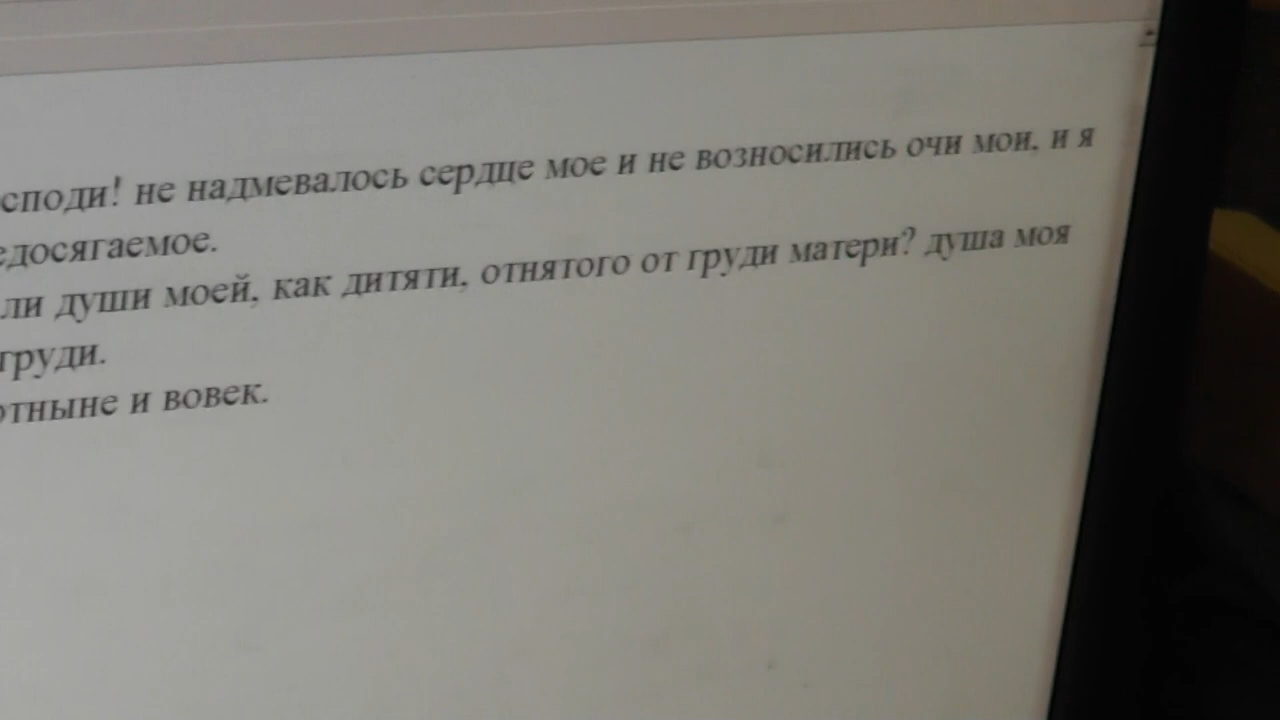 споди! не надмевалось сердце мое и не возносились очи мои, и я
едосягаемое.
ли души моей, как дитяти, отнятого от груди матери? душа моя
груди.
отныне и вовек.